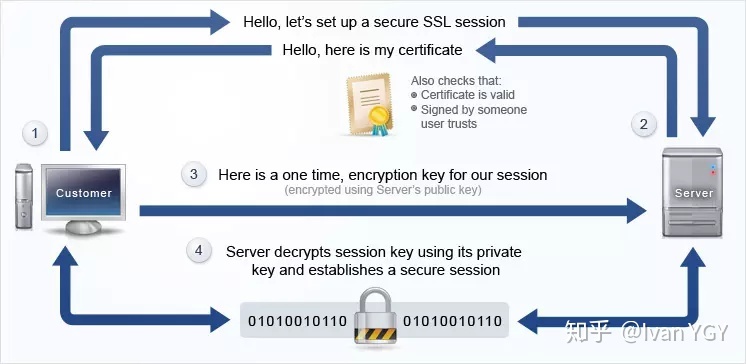 Hello, let's set up a secure SSL session
Hello, here is my certificate
Also checks that:
Certificate is valid
Signed by someone
user trusts
1
2
Customer
Server
3 Here is a one time, encryption key for our session
(encrypted using Server's public key)
4 Server decrypts session key using its private
key and establishes a secure session
01010010110 01010010110
知乎 @Ivan YGY